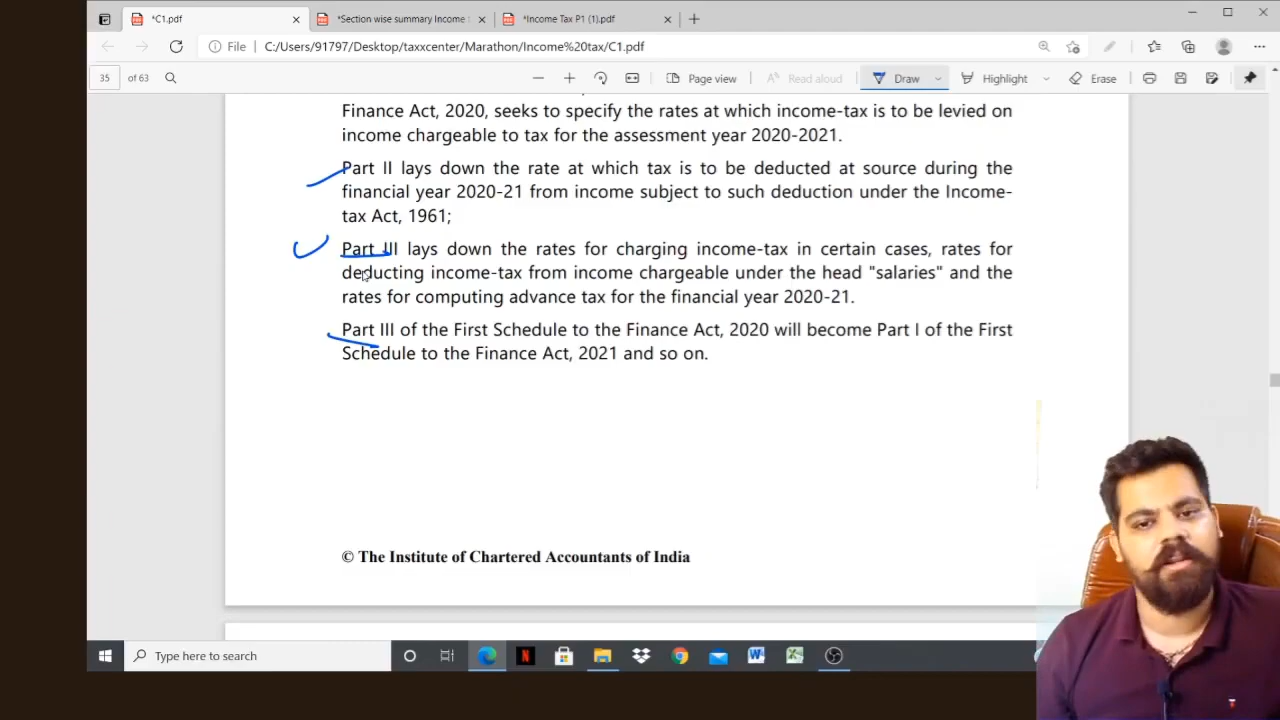 *C1.pdf
*Section wise summary Income
*Income Tax P1 (1).pdf
File
C:/Users/91797/Desktop/taxxcenter/Marathon/Income%20tax/C1.pdf
35 of 63
Page view
Read aloud
Draw
Highlight
Erase
Finance Act, 2020, seeks to specify the rates at which income-tax is to be levied on
income chargeable to tax for the assessment year 2020-2021.
Part II lays down the rate at which tax is to be deducted at source during the
financial year 2020-21 from income subject to such deduction under the Income-
tax Act, 1961;
Part III lays down the rates for charging income-tax in certain cases, rates for
deducting income-tax from income chargeable under the head "salaries" and the
rates for computing advance tax for the financial year 2020-21.
Part III of the First Schedule to the Finance Act, 2020 will become Part I of the First
Schedule to the Finance Act, 2021 and so on.
© The Institute of Chartered Accountants of India
Type here to search